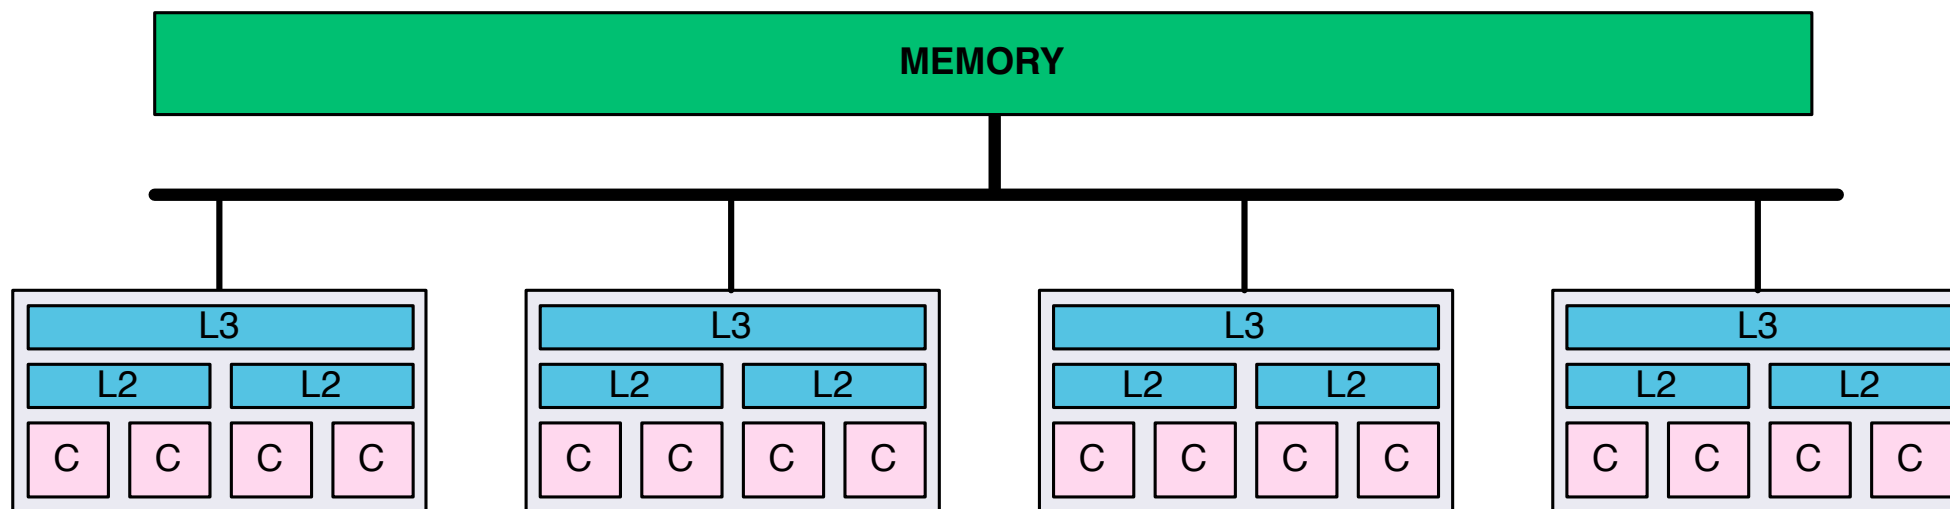 MEMORY
L3 L3 L3 L3
L2 L2 L2 L2 L2 L2 L2 L2
C C C C C C C C C C C C C C C C